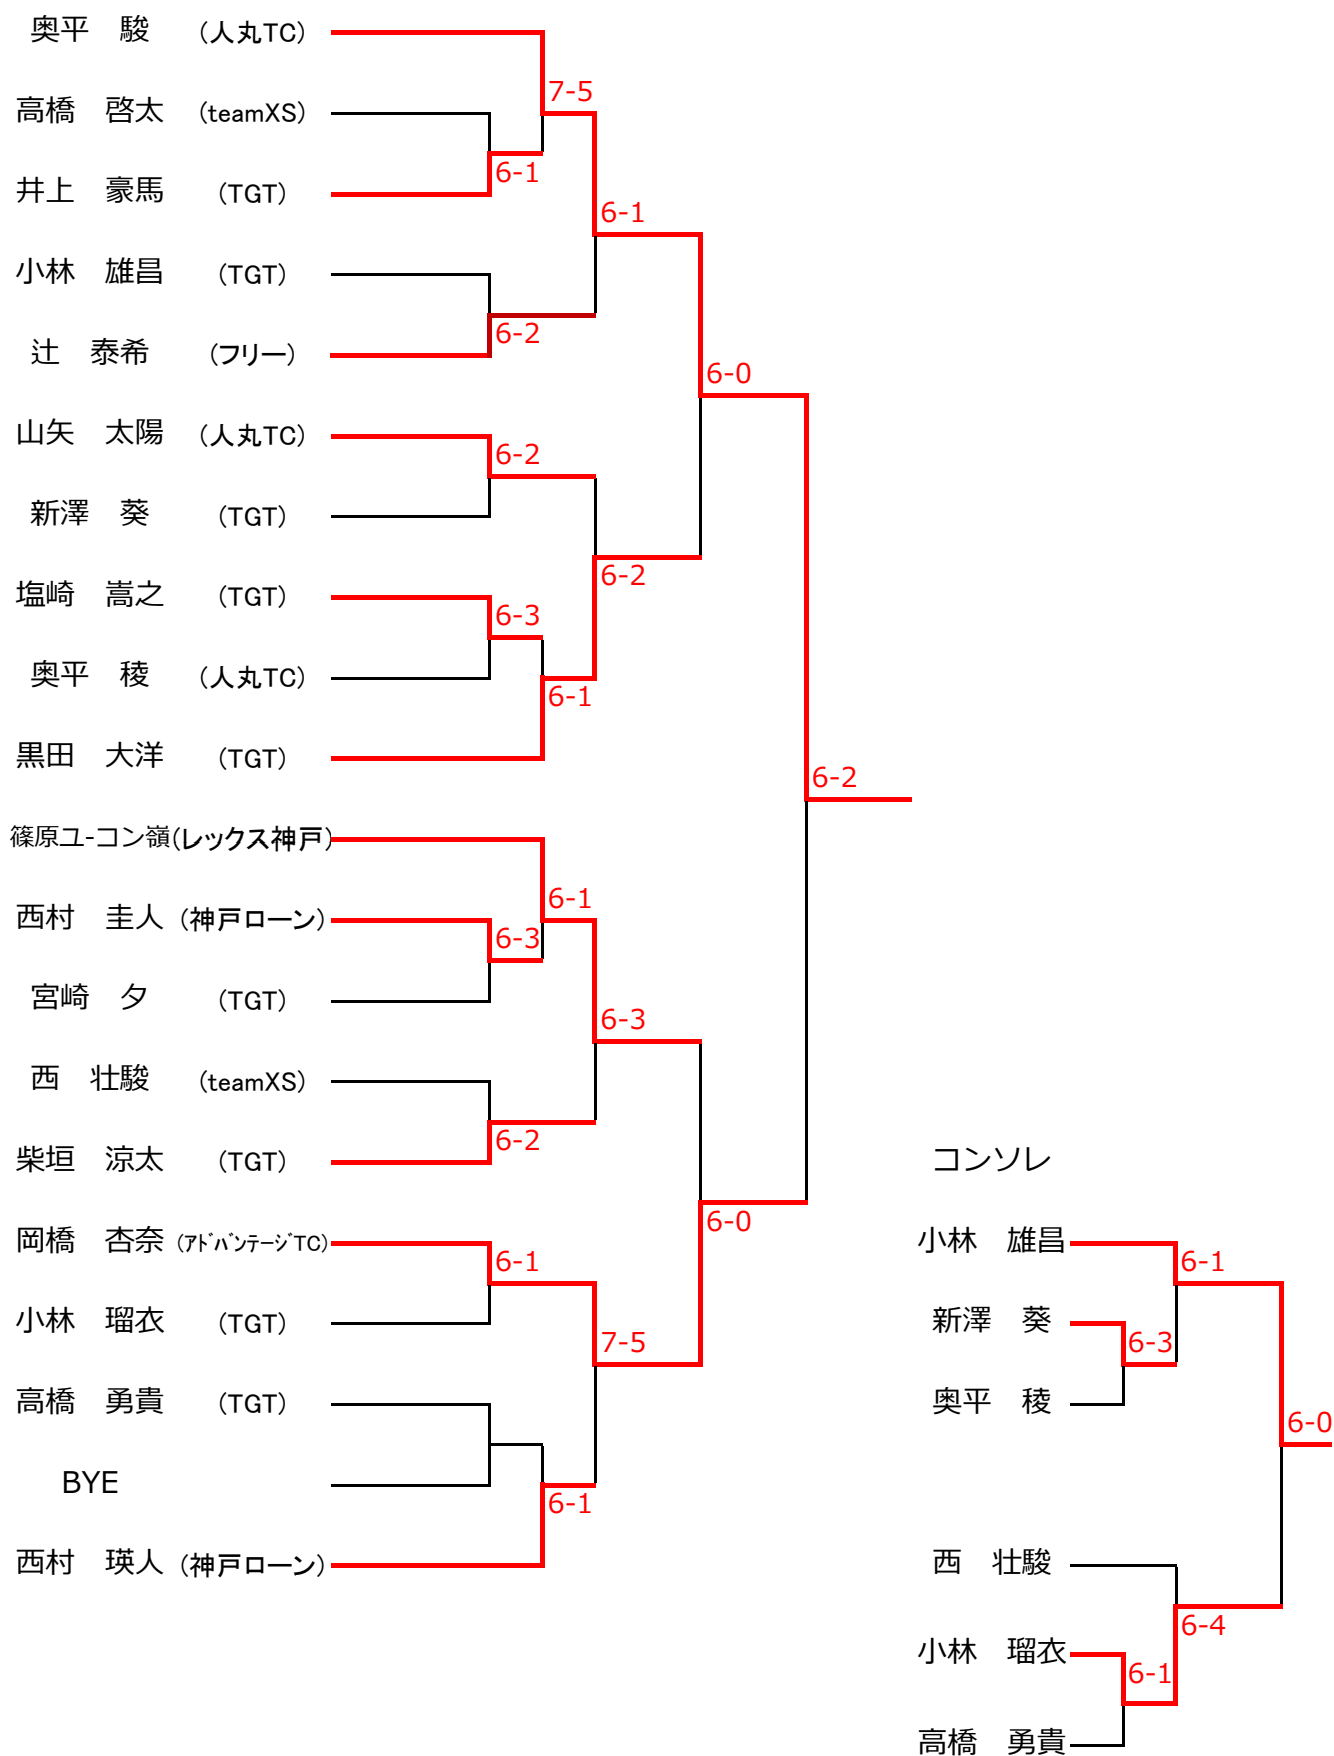 奥平　駿　(人丸TC)
7-5
高橋　啓太　(teamXS)
6-1
井上　豪馬　(TGT)
6-1
小林　雄昌　(TGT)
6-2
辻　泰希　(フリー)
6-0
山矢　太陽　(人丸TC)
6-2
新澤　葵　(TGT)
6-2
塩崎　嵩之　(TGT)
6-3
奥平　稜　(人丸TC)
6-1
黒田　大洋　(TGT)
6-2
篠原ユ-コン嶺(レックス神戸)
6-1
西村　圭人　(神戸ローン)
6-3
宮崎　夕　(TGT)
6-3
西　壮駿　(teamXS)
6-2
柴垣　涼太　(TGT)
6-0
岡橋　杏奈　(ｱﾄﾞﾊﾞﾝﾃｰｼﾞTC)
6-1
小林　瑠衣　(TGT)
7-5
高橋　勇貴　(TGT)
BYE
6-1
西村　瑛人　(神戸ローン)
コンソレ
小林　雄昌
6-1
新澤　葵
6-3
奥平　稜
6-0
西　壮駿
6-4
小林　瑠衣
6-1
高橋　勇貴